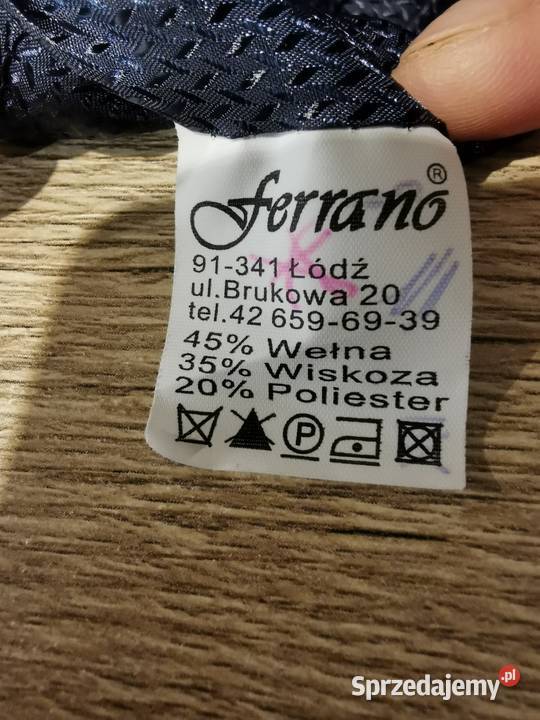 ferrano®
91-341 Łódź
ul.Brukowa 20
tel.42 659-69-39
45% Wełna
35% Wiskoza
20% Poliester
P
Sprzedajemy.pl